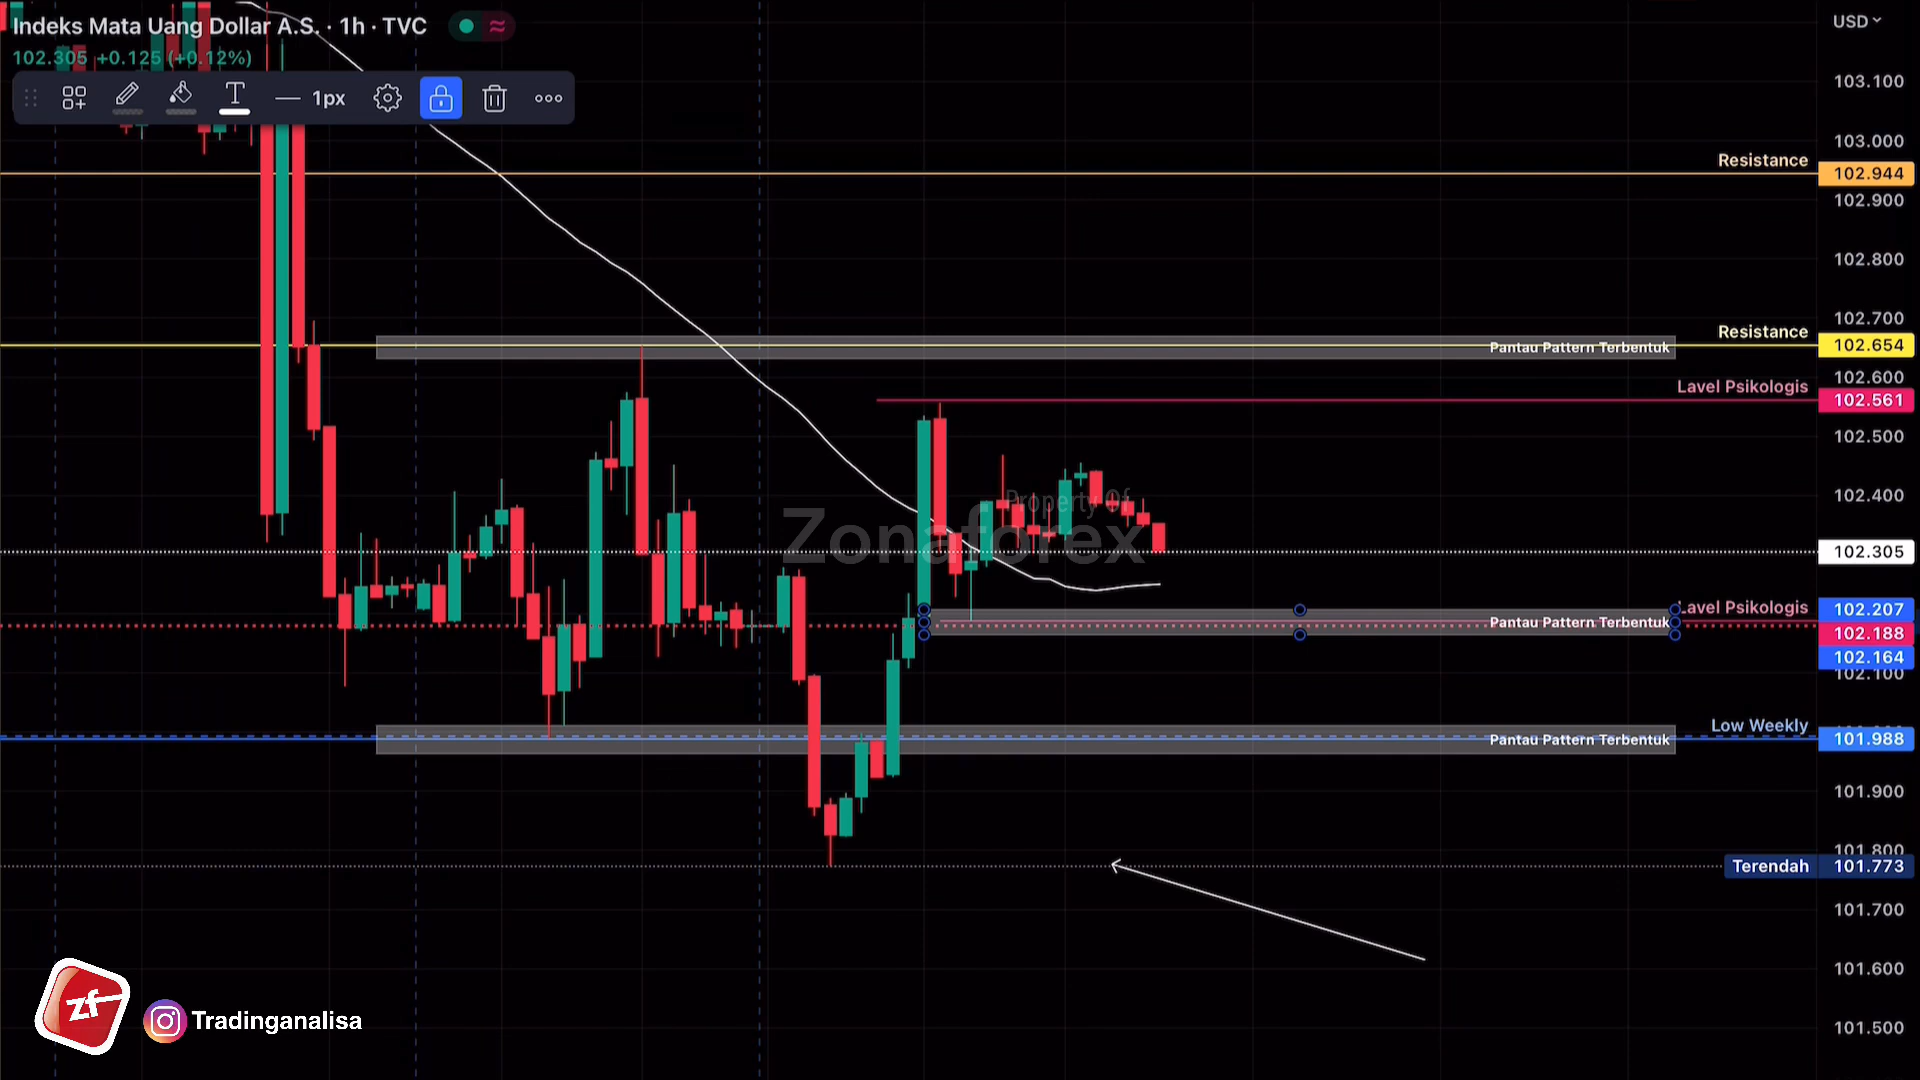 Indeks Mata Uang Dollar A.S. · 1h · TVC
102.305 +0.125 (+0.12%)
1px
USD
103.100
103.000
Resistance
102.944
102.900
102.800
102.700
Resistance
Pantau Pattern Terbentuk
102.654
102.600
Lavel Psikologis
102.561
102.500
102.400
Property Of
Zonaforex
102.305
Lavel Psikologis
102.207
Pantau Pattern Terbentuk
102.188
102.164
102.100
Low Weekly
Pantau Pattern Terbentuk
101.988
101.900
101.800
Terendah
101.773
101.700
101.600
101.500
zf
Tradinganalisa